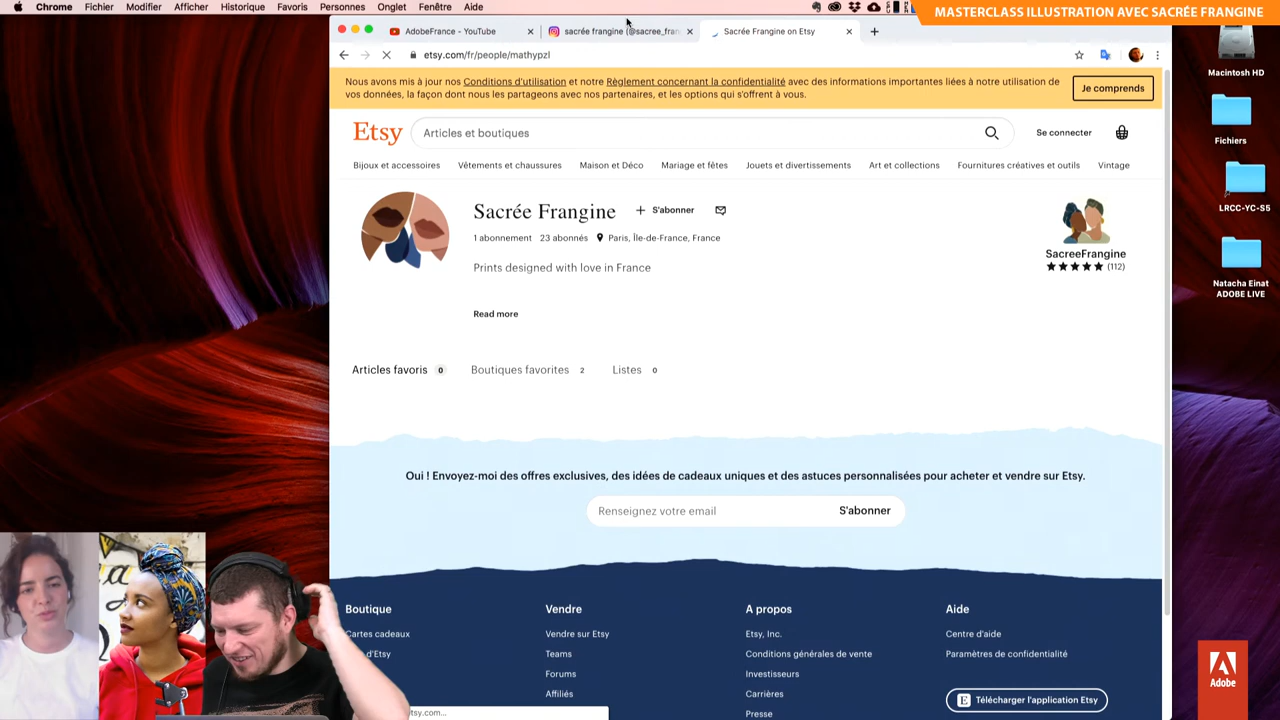 Chrome Fichier Modifier Afficher Historique Favoris Personnes Onglet Fenêtre Aide
MASTERCLASS ILLUSTRATION AVEC SACRÉE FRANGINE
AdobeFrance - YouTube
sacrée frangine (@sacree_fran
Sacrée Frangine on Etsy
etsy.com/fr/people/mathypzl
Nous avons mis à jour nos Conditions d'utilisation et notre Règlement concernant la confidentialité avec des informations importantes liées à notre utilisation de
vos données, la façon dont nous les partageons avec nos partenaires, et les options qui s'offrent à vous.
Je comprends
Etsy
Articles et boutiques
Se connecter
Bijoux et accessoires Vêtements et chaussures Maison et Déco Mariage et fêtes Jouets et divertissements Art et collections Fournitures créatives et outils Vintage
Sacrée Frangine
S'abonner
1 abonnement 23 abonnés Paris, Île-de-France, France
Prints designed with love in France
Read more
SacreeFrangine
(112)
Articles favoris 0 Boutiques favorites 2 Listes 0
Oui ! Envoyez-moi des offres exclusives, des idées de cadeaux uniques et des astuces personnalisées pour acheter et vendre sur Etsy.
Renseignez votre email S'abonner
Boutique
Cartes cadeaux
d'Etsy
Vendre
Vendre sur Etsy
Teams
Forums
Affiliés
A propos
Etsy, Inc.
Conditions générales de vente
Investisseurs
Carrières
Presse
Aide
Centre d'aide
Paramètres de confidentialité
E Télécharger l'application Etsy
tsy.com...
Macintosh HD
Fichiers
LRCC-YC-S5
Natacha Einat
ADOBE LIVE
Adobe